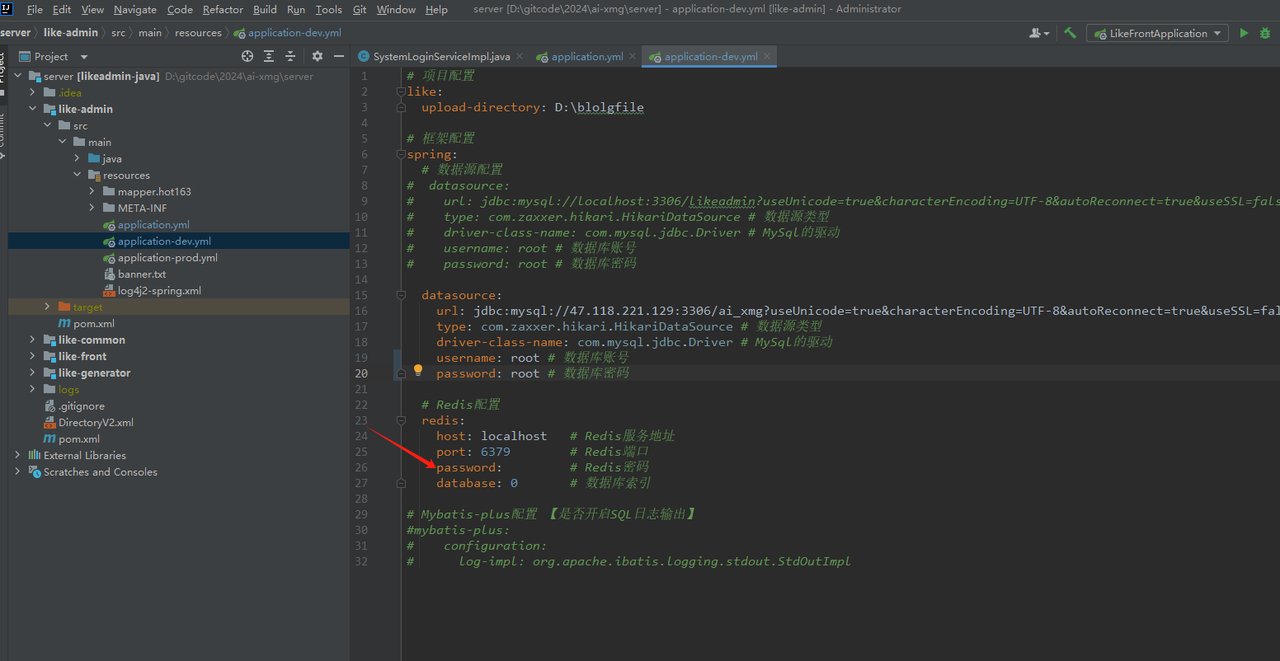 File Edit View Navigate Code Refactor Build Run Tools Git Window Help server [D:\gitcode\2024\ai-xmg\server] - application-dev.yml [like-admin] - Administrator
server like-admin src main resources application-dev.yml
LikeFrontApplication
Project
SystemLoginServiceImpl.java application.yml application-dev.yml
server [likeadmin-java] D:\gitcode\2024\ai-xmg\server
.idea
like-admin
src
main
java
resources
mapper.hot163
META-INF
application.yml
application-dev.yml
application-prod.yml
banner.txt
log4j2-spring.xml
target
pom.xml
like-common
like-front
like-generator
logs
.gitignore
DirectoryV2.xml
pom.xml
External Libraries
Scratches and Consoles
1 # 项目配置
2 like:
3 upload-directory: D:\blolgfile
4
5 # 框架配置
6 spring:
7 # 数据源配置
8 # datasource:
9 # url: jdbc:mysql://localhost:3306/likeadmin?useUnicode=true&characterEncoding=UTF-8&autoReconnect=true&useSSL=fals
10 # type: com.zaxxer.hikari.HikariDataSource # 数据源类型
11 # driver-class-name: com.mysql.jdbc.Driver # MySql的驱动
12 # username: root # 数据库账号
13 # password: root # 数据库密码
14
15 datasource:
16 url: jdbc:mysql://47.118.221.129:3306/ai_xmg?useUnicode=true&characterEncoding=UTF-8&autoReconnect=true&useSSL=fal
17 type: com.zaxxer.hikari.HikariDataSource # 数据源类型
18 driver-class-name: com.mysql.jdbc.Driver # MySql的驱动
19 username: root # 数据库账号
20 password: root # 数据库密码
21
22 # Redis配置
23 redis:
24 host: localhost # Redis服务地址
25 port: 6379 # Redis端口
26 password: # Redis密码
27 database: 0 # 数据库索引
28
29 # Mybatis-plus配置 【是否开启SQL日志输出】
30 #mybatis-plus:
31 # configuration:
32 # log-impl: org.apache.ibatis.logging.stdout.StdOutImpl